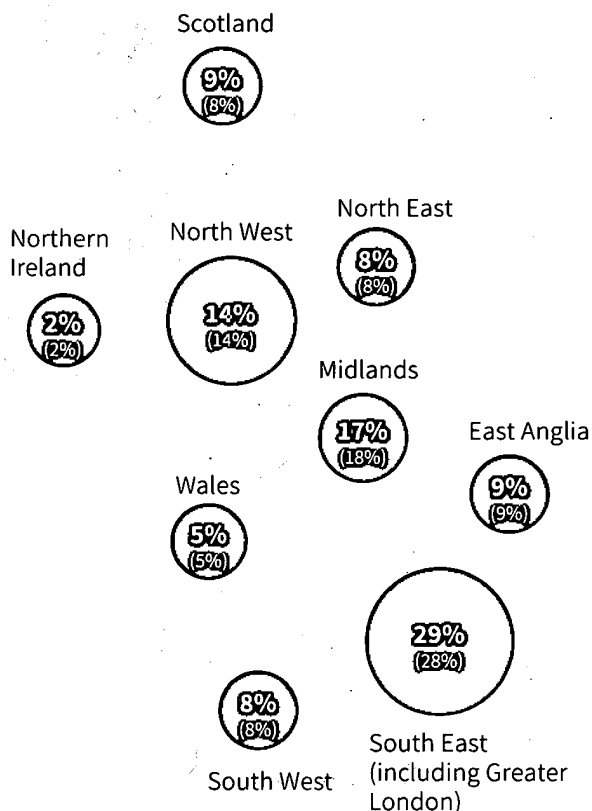 Scotland
9%
(8%)
North East
8%
(8%)
Northern
Ireland
2%
(2%)
North West
14%
(14%)
Midlands
17%
(18%)
East Anglia
9%
(9%)
Wales
5%
(5%)
29%
(28%)
South East
(including Greater
London)
8%
(8%)
South West